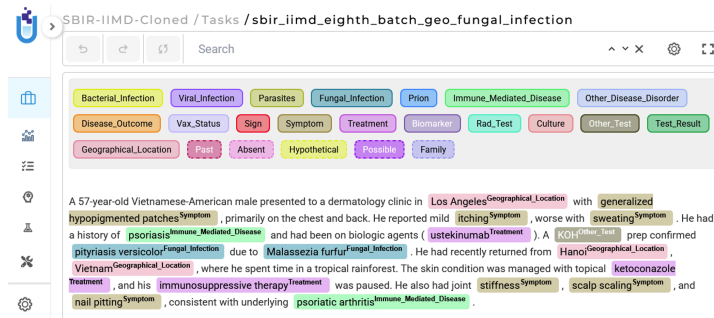 SBIR-IIMD-Cloned / Tasks / sbir_iimd_eighth_batch_geo_fungal_infection
Search
Bacterial_Infection Viral_Infection Parasites Fungal_Infection Prion Immune_Mediated_Disease Other_Disease_Disorder
Disease_Outcome Vax_Status Sign Symptom Treatment Biomarker Rad_Test Culture Other_Test Test_Result
Geographical_Location Past Absent Hypothetical Possible Family
A 57-year-old Vietnamese-American male presented to a dermatology clinic in Los Angeles Geographical_Location with generalized
hypopigmented patches Symptom , primarily on the chest and back. He reported mild itching Symptom , worse with sweating Symptom . He had
a history of psoriasis Immune_Mediated_Disease and had been on biologic agents ( ustekinumab Treatment ). A KOH Other_Test prep confirmed
pityriasis versicolor Fungal_Infection due to Malassezia furfur Fungal_Infection . He had recently returned from Hanoi Geographical_Location ,
Vietnam Geographical_Location , where he spent time in a tropical rainforest. The skin condition was managed with topical ketoconazole
Treatment , and his immunosuppressive therapy Treatment was paused. He also had joint stiffness Symptom , scalp scaling Symptom , and
nail pitting Symptom , consistent with underlying psoriatic arthritis Immune_Mediated_Disease .